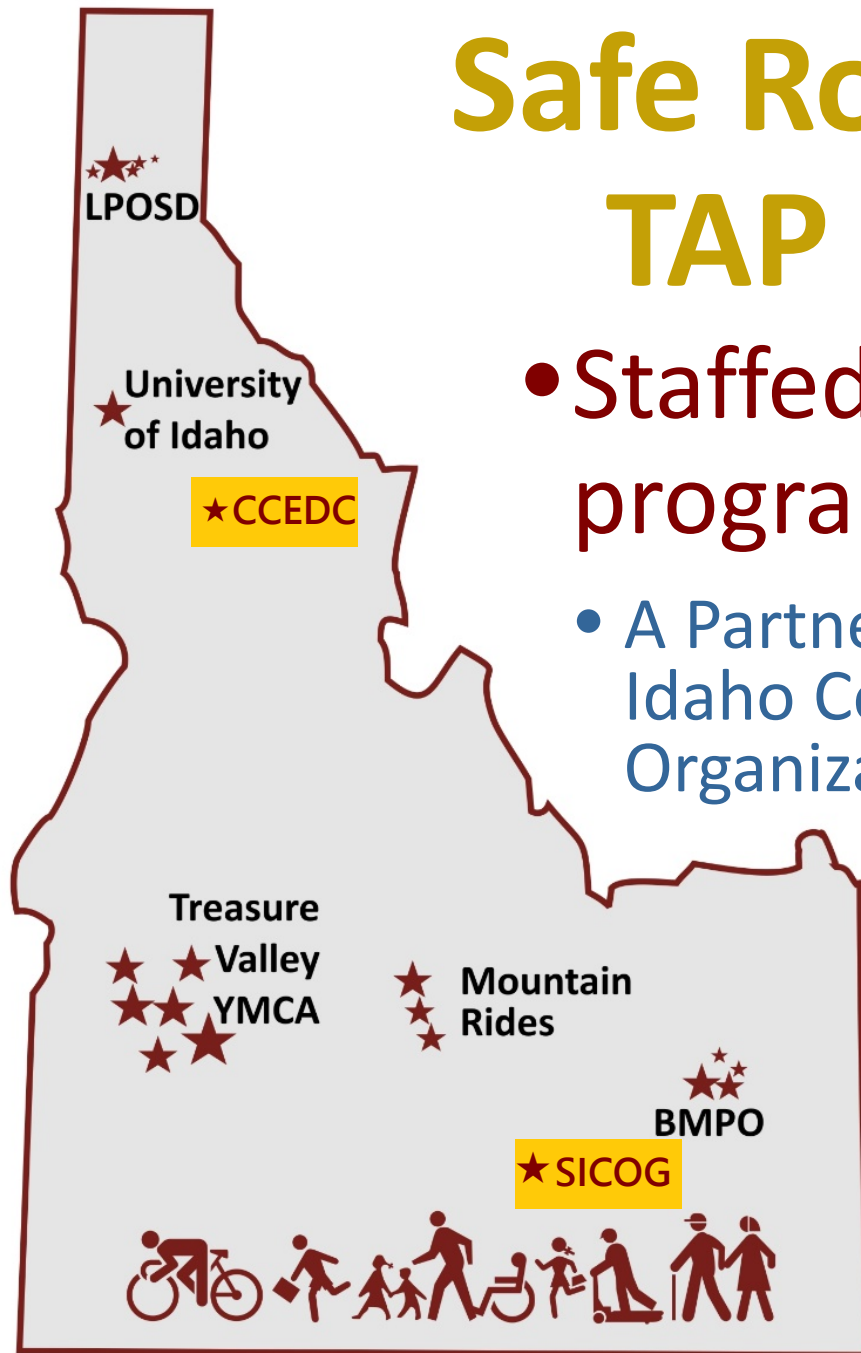 Safe Ro
TAP
•Staffed
progra
• A Partne
Idaho Co
Organiza
LPOSD
University
of Idaho
CCEDC
Treasure
Valley
YMCA
Mountain
Rides
BMPO
SICOG